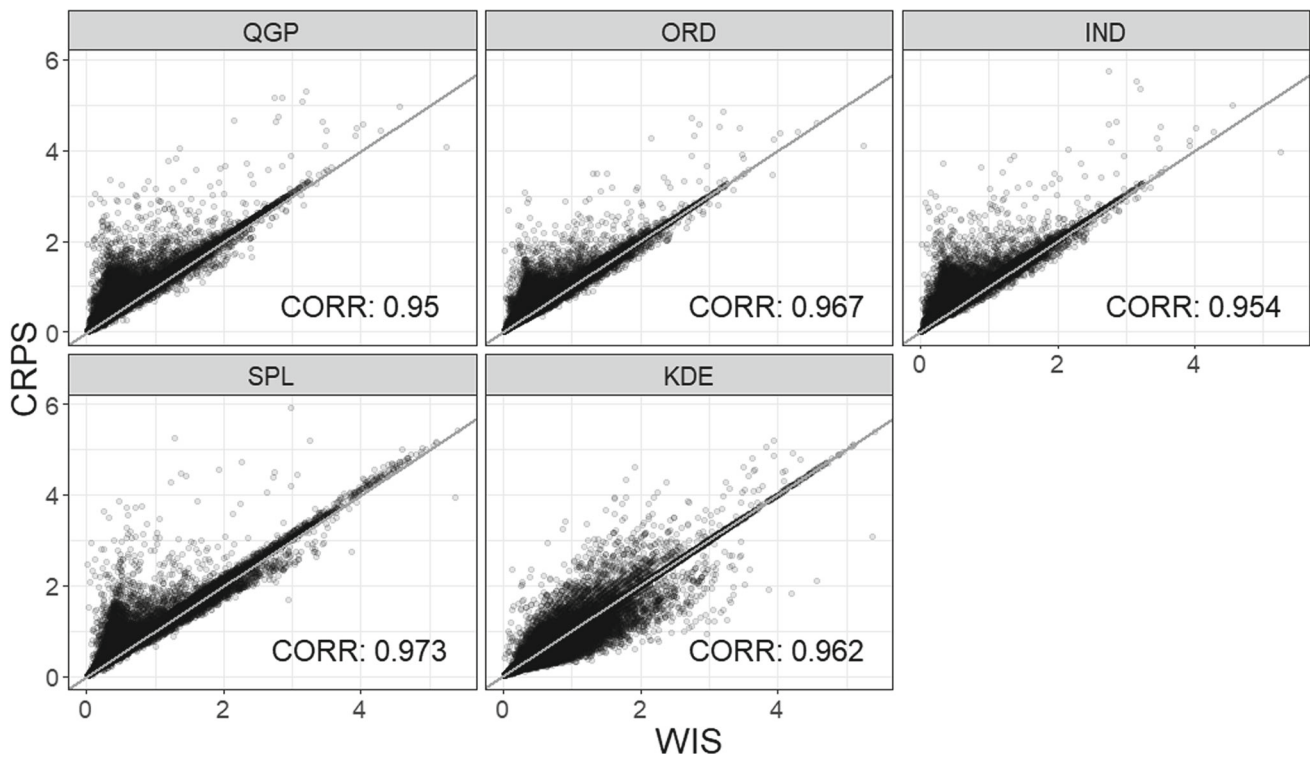 QGP ORD IND
6
4
2
0
CORR: 0.95 CORR: 0.967 CORR: 0.954
0 2 4
CRPS
SPL KDE
6
4
2
0
CORR: 0.973 CORR: 0.962
0 2 4 0 2 4
WIS